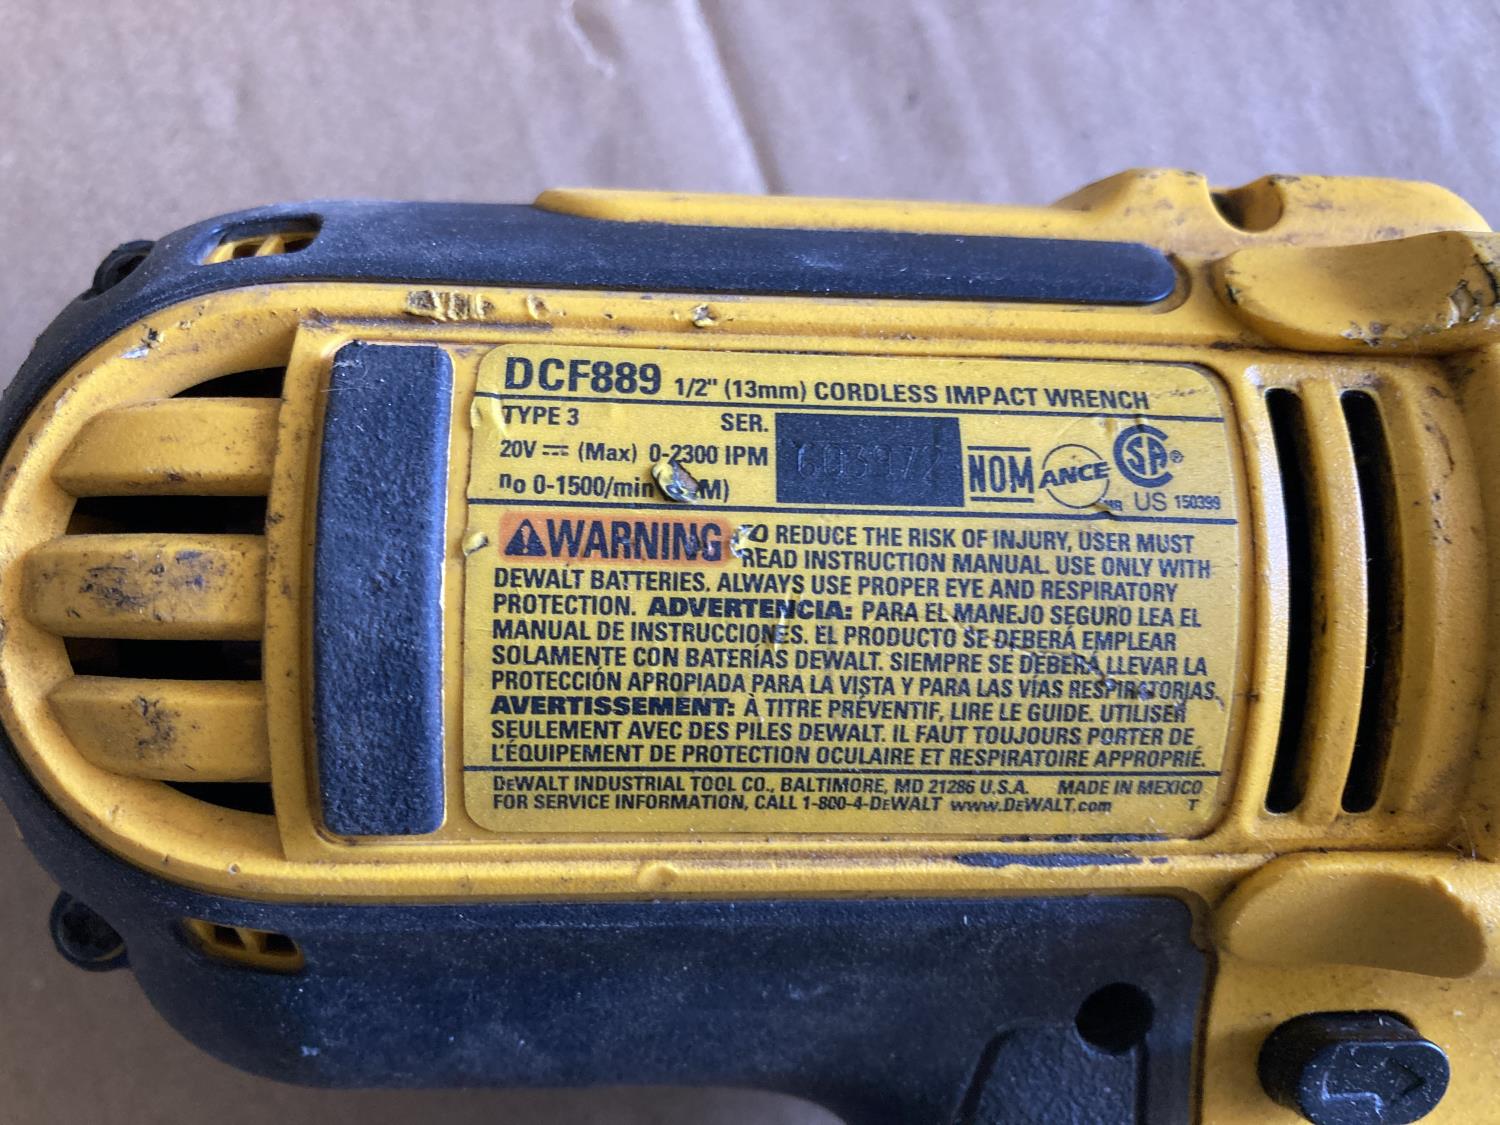 DCF889 1/2" (13mm) CORDLESS IMPACT WRENCH
TYPE 3 SER.
20V ⎓ (Max) 0-2300 IPM
no 0-1500/min M)
603972
NOM
ANCE
SA®
US 150399
WARNING TO REDUCE THE RISK OF INJURY, USER MUST
READ INSTRUCTION MANUAL. USE ONLY WITH
DEWALT BATTERIES. ALWAYS USE PROPER EYE AND RESPIRATORY
PROTECTION. ADVERTENCIA: PARA EL MANEJO SEGURO LEA EL
MANUAL DE INSTRUCCIONES. EL PRODUCTO SE DEBERÁ EMPLEAR
SOLAMENTE CON BATERÍAS DEWALT. SIEMPRE SE DEBERÁ LLEVAR LA
PROTECCIÓN APROPIADA PARA LA VISTA Y PARA LAS VÍAS RESPIRATORIAS.
AVERTISSEMENT: À TITRE PRÉVENTIF, LIRE LE GUIDE. UTILISER
SEULEMENT AVEC DES PILES DEWALT. IL FAUT TOUJOURS PORTER DE
L'ÉQUIPEMENT DE PROTECTION OCULAIRE ET RESPIRATOIRE APPROPRIÉ.
DEWALT INDUSTRIAL TOOL CO., BALTIMORE, MD 21286 U.S.A. MADE IN MEXICO
FOR SERVICE INFORMATION, CALL 1-800-4-DEWALT www.DEWALT.com T